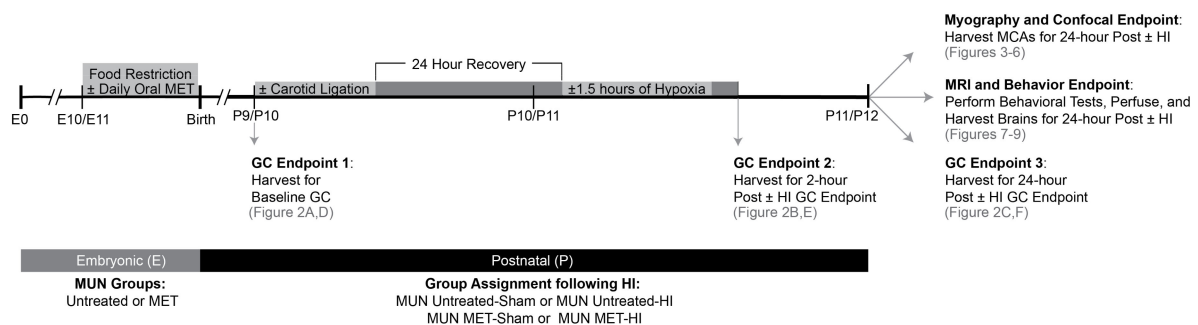 Food Restriction
± Daily Oral MET
± Carotid Ligation
24 Hour Recovery
±1.5 hours of Hypoxia
E0
E10/E11
Birth
P9/P10
P10/P11
P11/P12
GC Endpoint 1:
Harvest for
Baseline GC
(Figure 2A,D)
GC Endpoint 2:
Harvest for 2-hour
Post ± HI GC Endpoint
(Figure 2B,E)
Myography and Confocal Endpoint:
Harvest MCAs for 24-hour Post ± HI
(Figures 3-6)
MRI and Behavior Endpoint:
Perform Behavioral Tests, Perfuse, and
Harvest Brains for 24-hour Post ± HI
(Figures 7-9)
GC Endpoint 3:
Harvest for 24-hour
Post ± HI GC Endpoint
(Figure 2C,F)
Embryonic (E)
Postnatal (P)
MUN Groups:
Untreated or MET
Group Assignment following HI:
MUN Untreated-Sham or MUN Untreated-HI
MUN MET-Sham or MUN MET-HI